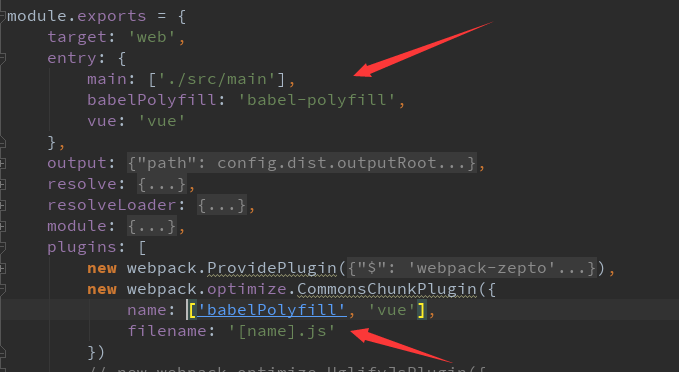 module.exports = {
target: 'web',
entry: {
main: ['./src/main'],
babelPolyfill: 'babel-polyfill',
vue: 'vue'
},
output: {"path": config.dist.outputRoot...},
resolve: {...},
resolveLoader: {...},
module: {...},
plugins: [
new webpack.ProvidePlugin({"$": 'webpack-zepto'...}),
new webpack.optimize.CommonsChunkPlugin({
name: ['babelPolyfill', 'vue'],
filename: '[name].js'
})
// new webpack.optimize.UglifyJsPlugin({